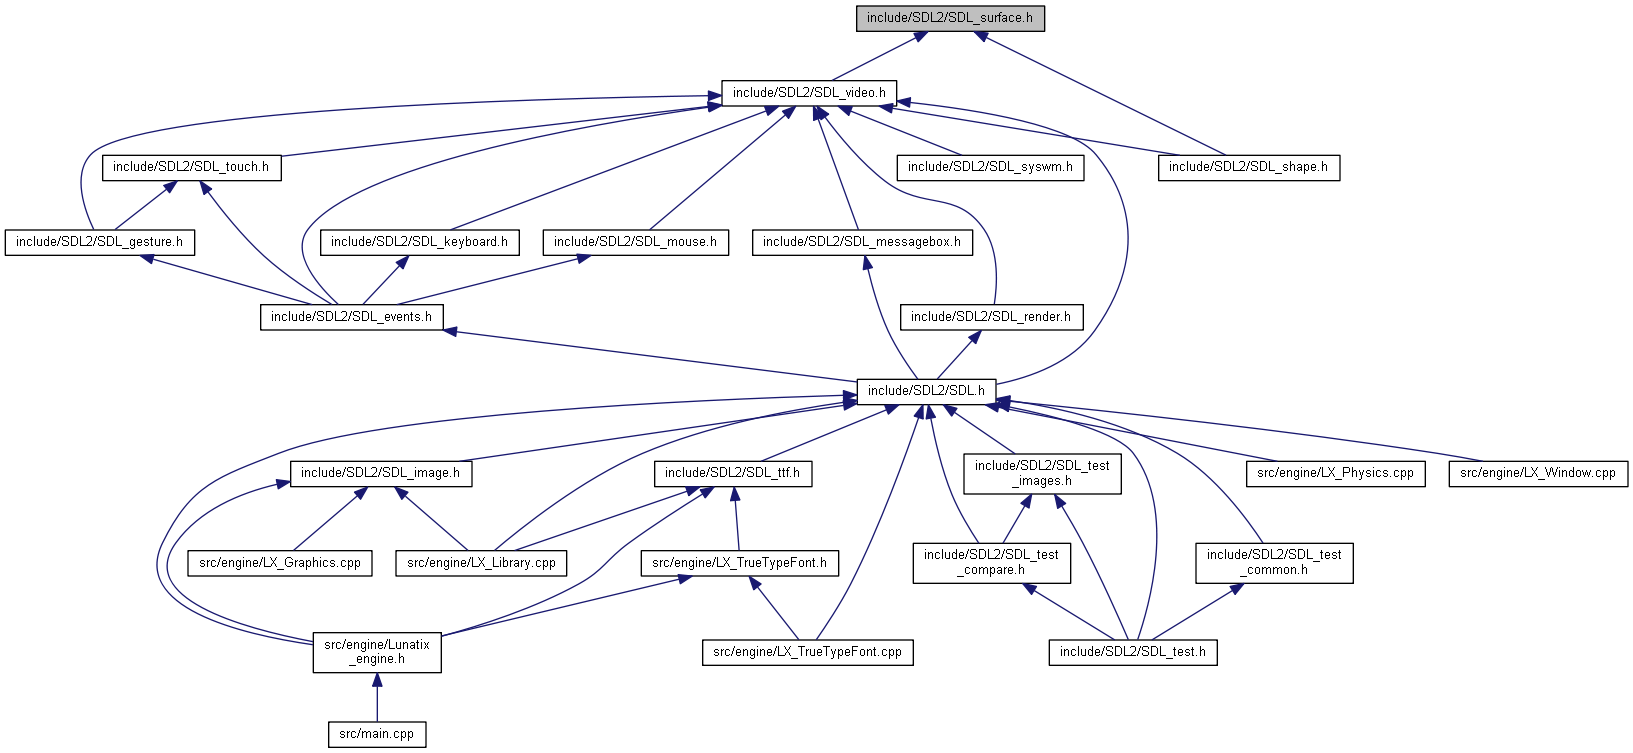 include/SDL2/SDL_surface.h
include/SDL2/SDL_video.h
include/SDL2/SDL_touch.h
include/SDL2/SDL_syswm.h
include/SDL2/SDL_shape.h
include/SDL2/SDL_gesture.h
include/SDL2/SDL_keyboard.h
include/SDL2/SDL_mouse.h
include/SDL2/SDL_messagebox.h
include/SDL2/SDL_events.h
include/SDL2/SDL_render.h
include/SDL2/SDL.h
include/SDL2/SDL_image.h
include/SDL2/SDL_ttf.h
include/SDL2/SDL_test
_images.h
src/engine/LX_Physics.cpp
src/engine/LX_Window.cpp
src/engine/LX_Graphics.cpp
src/engine/LX_Library.cpp
src/engine/LX_TrueTypeFont.h
include/SDL2/SDL_test
_compare.h
include/SDL2/SDL_test
_common.h
src/engine/Lunatix
_engine.h
src/engine/LX_TrueTypeFont.cpp
include/SDL2/SDL_test.h
src/main.cpp